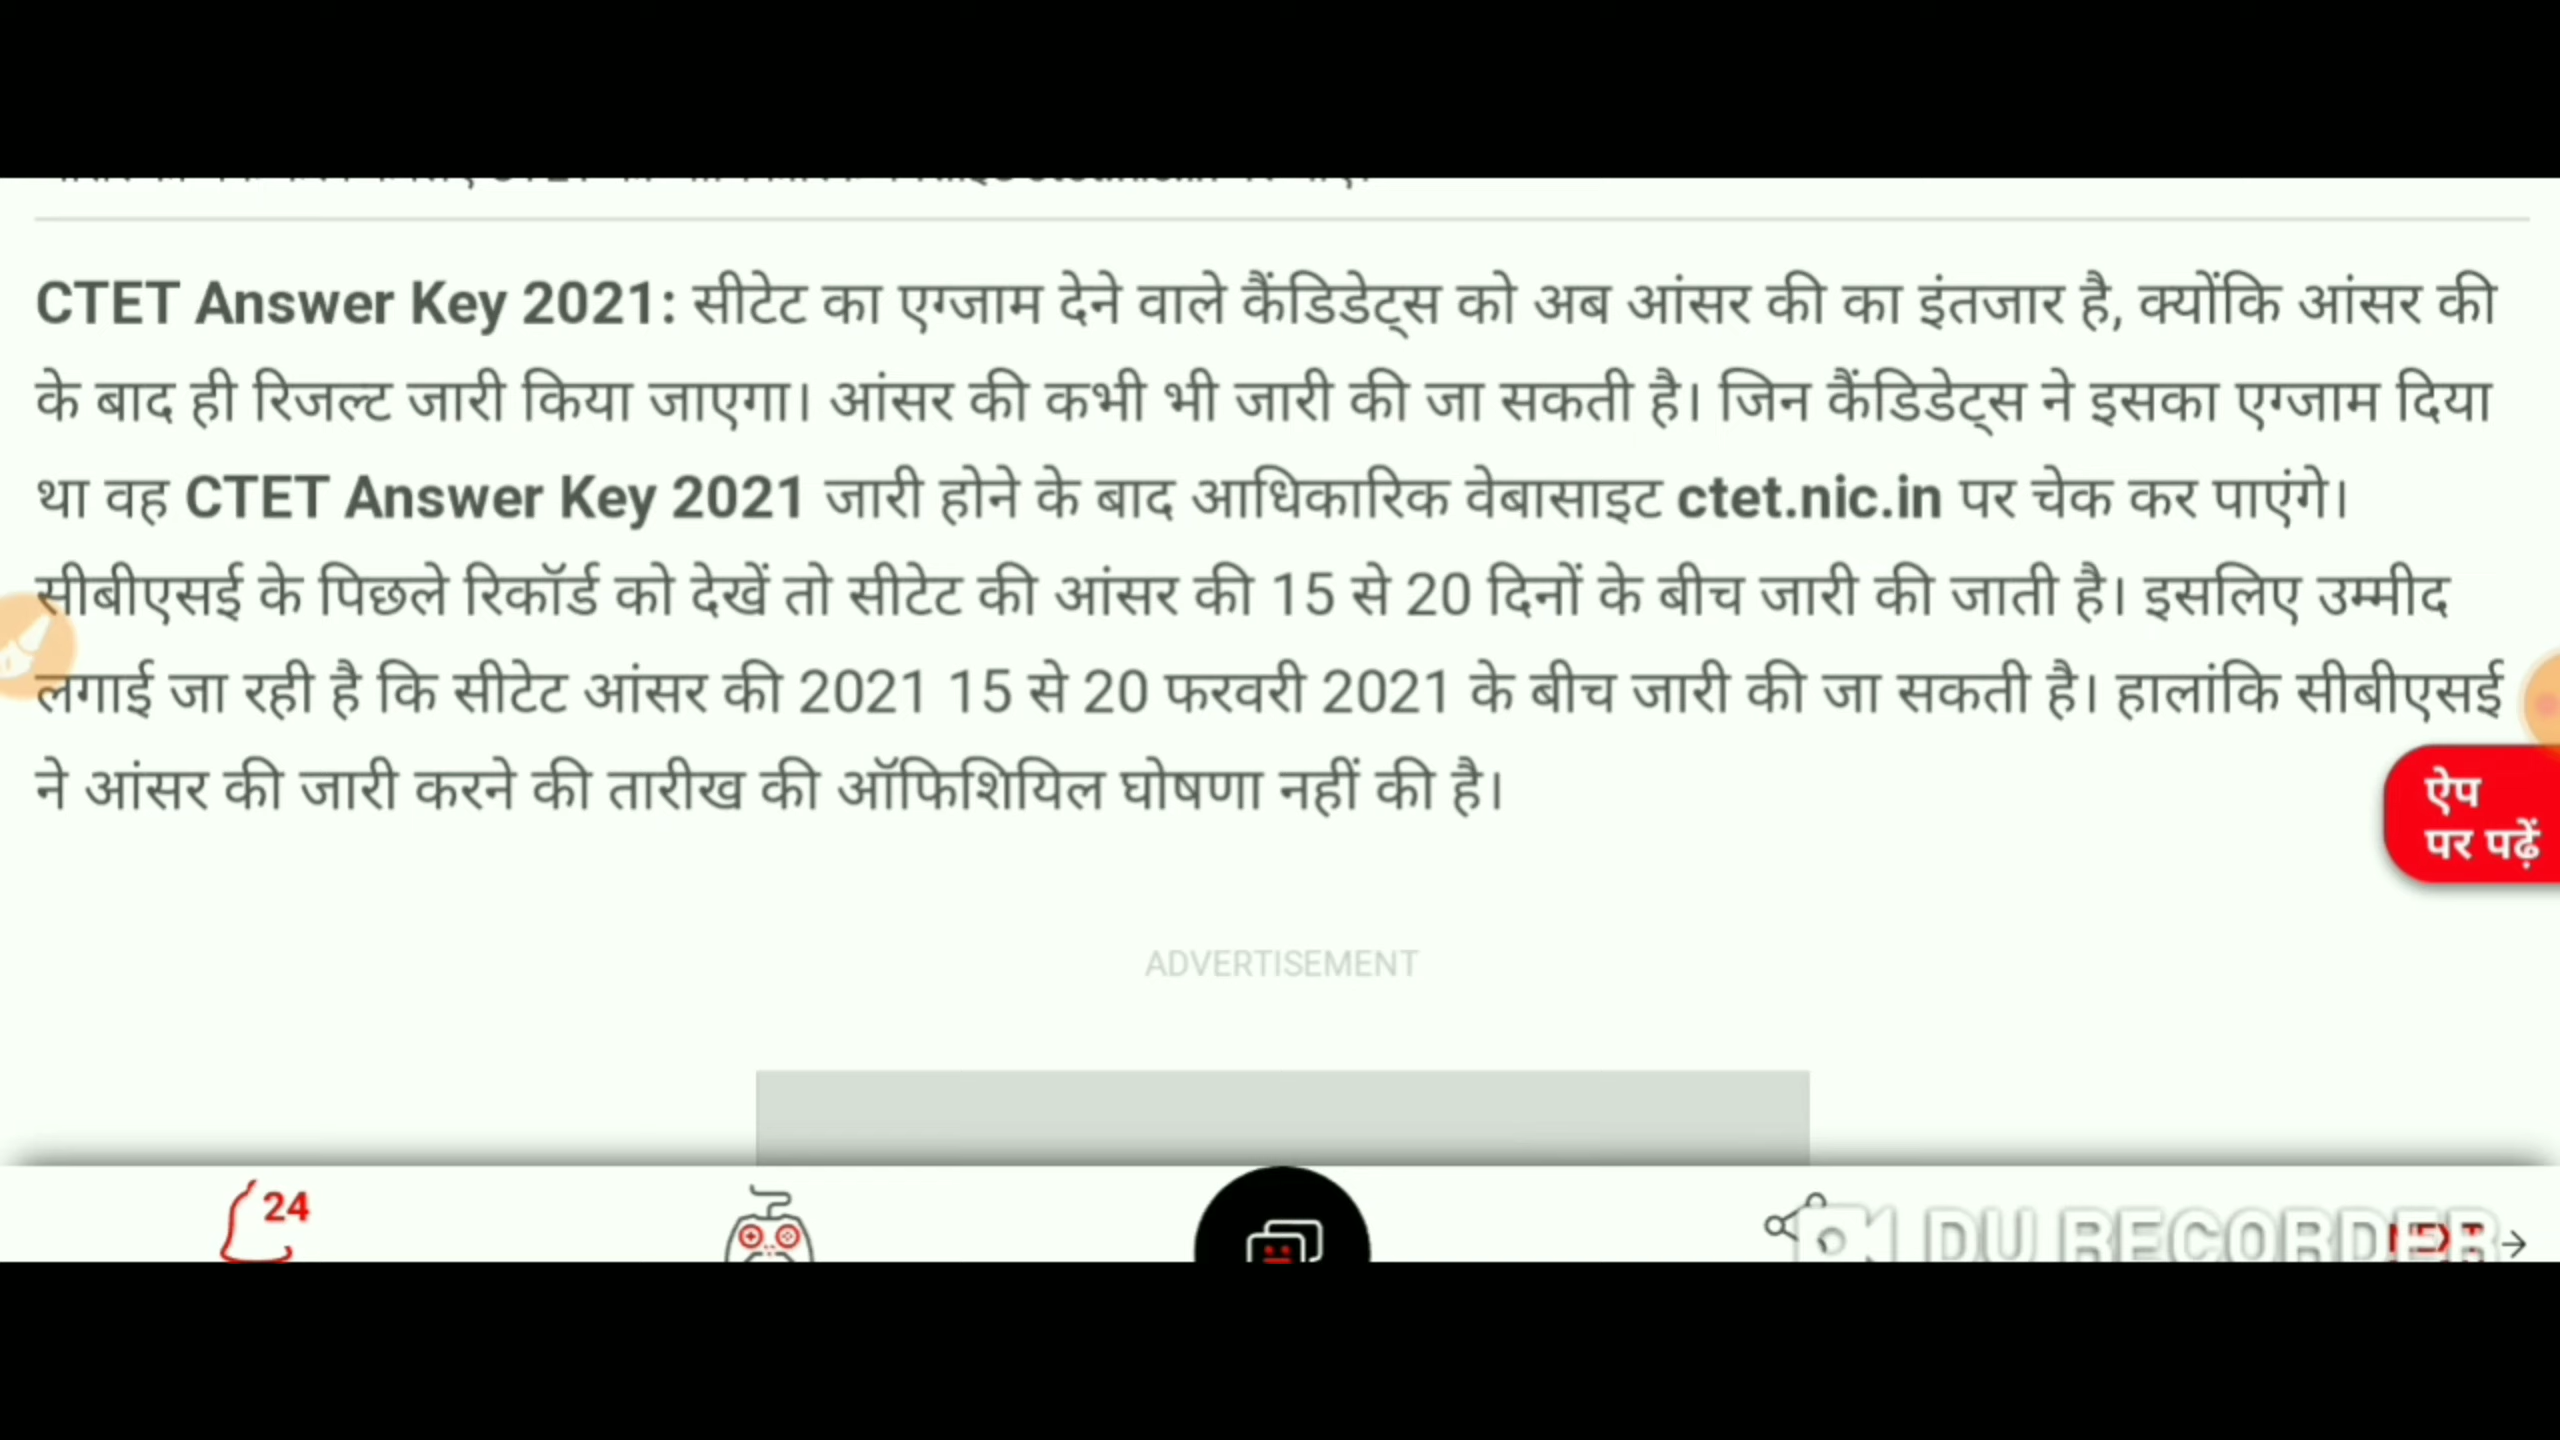 CTET Answer Key 2021: सीटेट का एग्जाम देने वाले कैंडिडेट्स को अब आंसर की का इंतजार है, क्योंकि आंसर की
के बाद ही रिजल्ट जारी किया जाएगा। आंसर की कभी भी जारी की जा सकती है। जिन कैंडिडेट्स ने इसका एग्जाम दिया
था वह CTET Answer Key 2021 जारी होने के बाद आधिकारिक वेबासाइट ctet.nic.in पर चेक कर पाएंगे।
सीबीएसई के पिछले रिकॉर्ड को देखें तो सीटेट की आंसर की 15 से 20 दिनों के बीच जारी की जाती है। इसलिए उम्मीद
लगाई जा रही है कि सीटेट आंसर की 2021 15 से 20 फरवरी 2021 के बीच जारी की जा सकती है। हालांकि सीबीएसई
ने आंसर की जारी करने की तारीख की ऑफिशियिल घोषणा नहीं की है।
ऐप
पर पढ़ें
ADVERTISEMENT
24
DU RECORDER